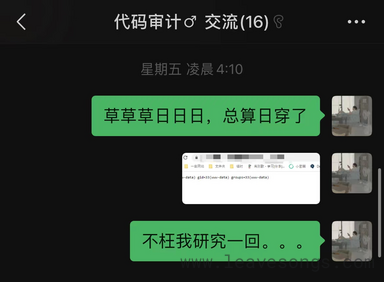 代码审计♂ 交流(16)
星期五 凌晨 4:10
草草草日日日，总算日穿了
不枉我研究一回。。。
www.leavesongs.com